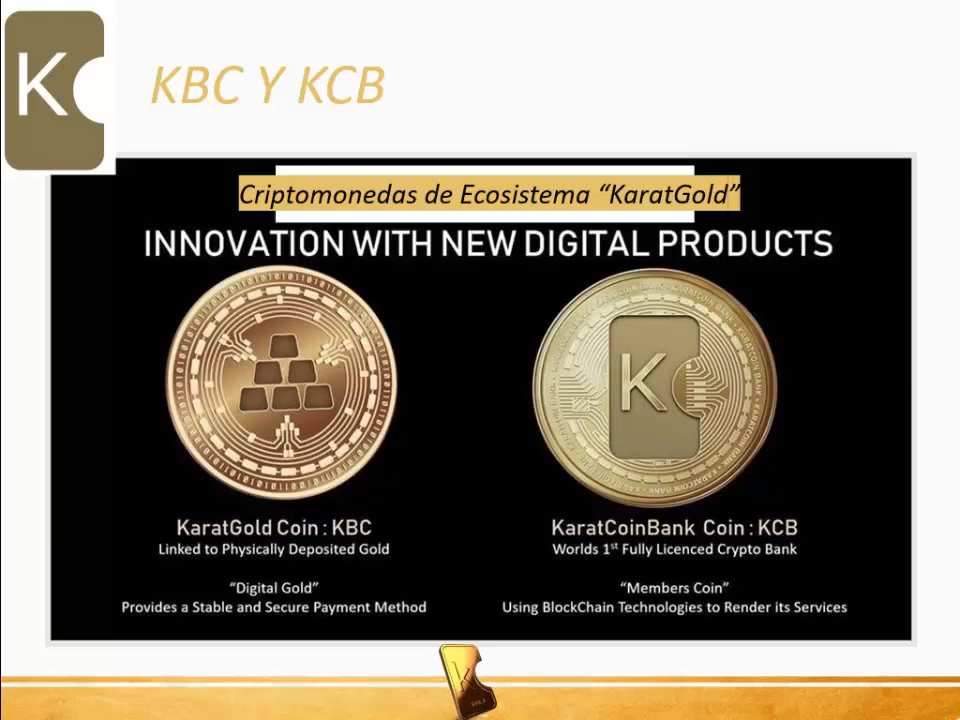 K
KBC Y KCB
Criptomonedas de Ecosistema “KaratGold”
INNOVATION WITH NEW DIGITAL PRODUCTS
K
KaratGold Coin : KBC
Linked to Physically Deposited Gold
“Digital Gold”
Provides a Stable and Secure Payment Method
KaratCoinBank Coin : KCB
Worlds 1st Fully Licenced Crypto Bank
“Members Coin”
Using BlockChain Technologies to Render its Services